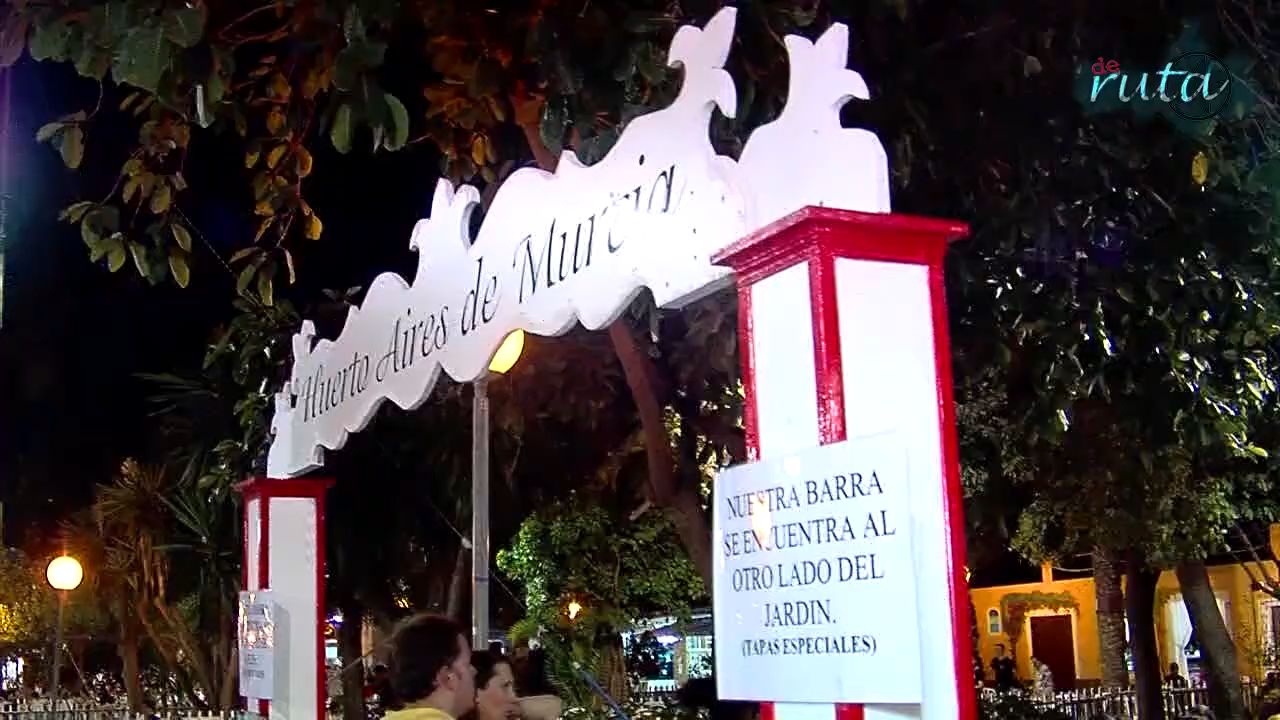 de
ruta
Huerto Aires de Murcia
NUESTRA BARRA
SE ENCUENTRA AL
OTRO LADO DEL
JARDIN.
(TAPAS ESPECIALES)